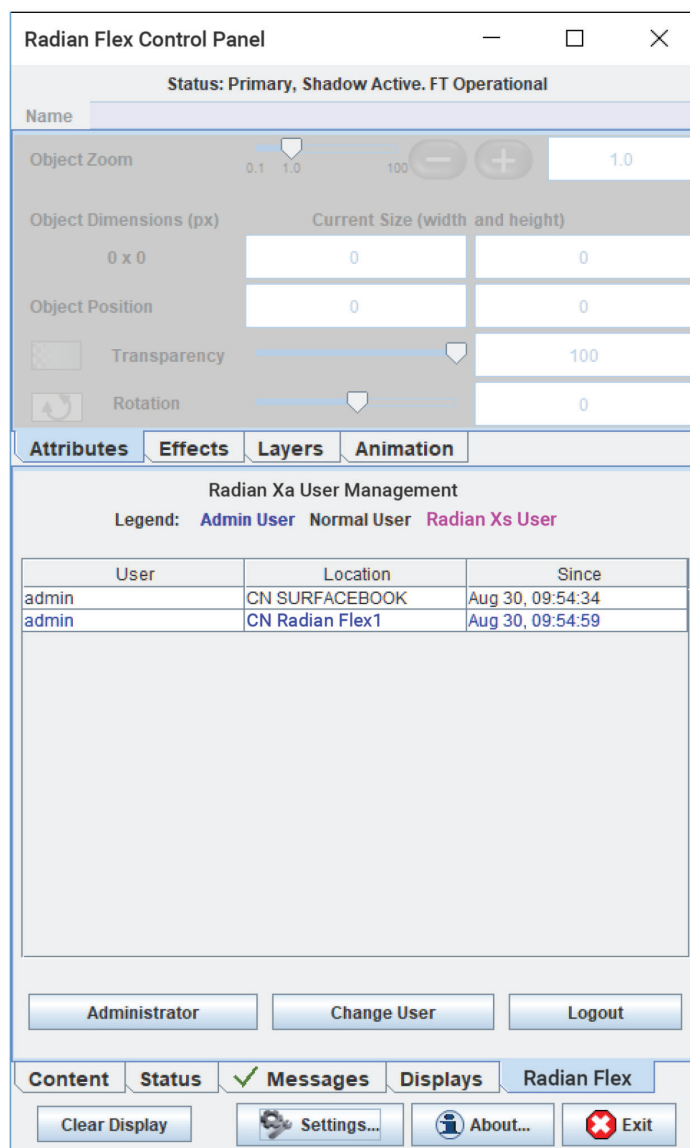 Radian Flex Control Panel
Status: Primary, Shadow Active. FT Operational
Name
Object Zoom
0.1 1.0 100
1.0
Object Dimensions (px) Current Size (width and height)
0 x 0 0 0
Object Position 0 0
Transparency 100
Rotation 0
Attributes Effects Layers Animation
Radian Xa User Management
Legend: Admin User Normal User Radian Xs User
User Location Since
admin CN SURFACEBOOK Aug 30, 09:54:34
admin CN Radian Flex1 Aug 30, 09:54:59
Administrator Change User Logout
Content Status Messages Displays Radian Flex
Clear Display Settings... About... Exit